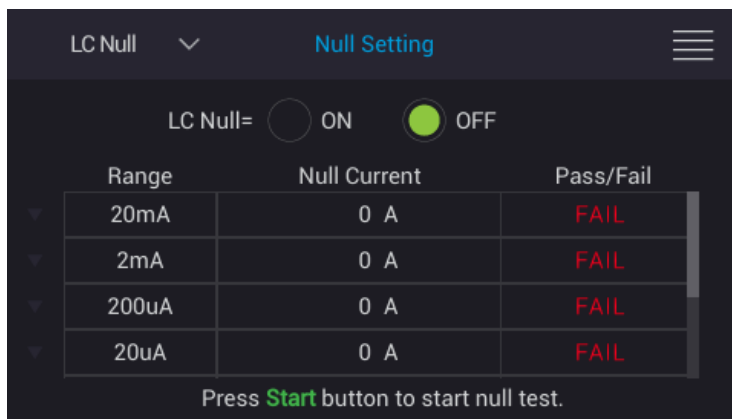 LC Null Null Setting
LC Null= ON OFF
Range Null Current Pass/Fail
20mA 0 A FAIL
2mA 0 A FAIL
200uA 0 A FAIL
20uA 0 A FAIL
Press Start button to start null test.